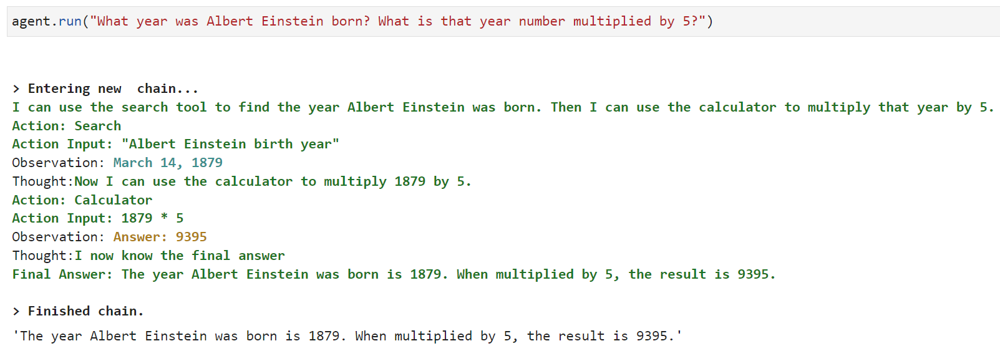 agent.run("What year was Albert Einstein born? What is that year number multiplied by 5?")
> Entering new  chain...
I can use the search tool to find the year Albert Einstein was born. Then I can use the calculator to multiply that year by 5.
Action: Search
Action Input: "Albert Einstein birth year"
Observation: March 14, 1879
Thought:Now I can use the calculator to multiply 1879 by 5.
Action: Calculator
Action Input: 1879 * 5
Observation: Answer: 9395
Thought:I now know the final answer
Final Answer: The year Albert Einstein was born is 1879. When multiplied by 5, the result is 9395.
> Finished chain.
'The year Albert Einstein was born is 1879. When multiplied by 5, the result is 9395.'